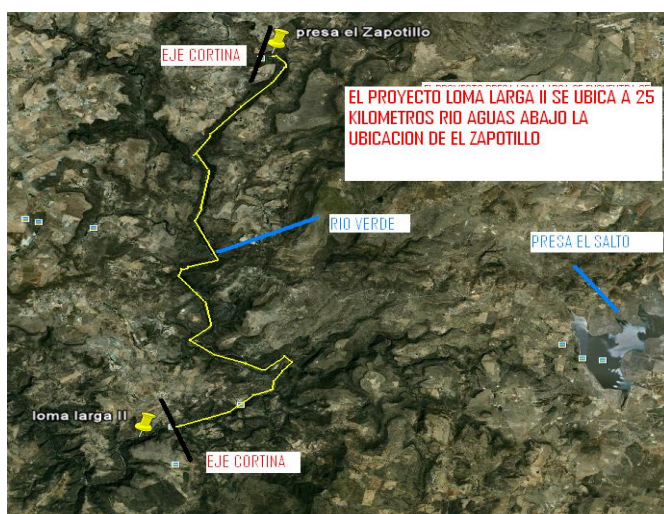 presa el Zapotillo
EJE CORTINA
EL PROYECTO LOMA LARGA II SE UBICA A 25
KILOMETROS RIO AGUAS ABAJO LA
UBICACION DE EL ZAPOTILLO
RIO VERDE
PRESA EL SALTO
loma larga II
EJE CORTINA